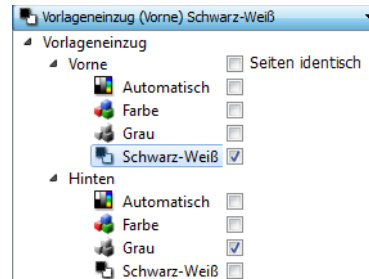 Vorlageneinzug (Vorne) Schwarz-Weiß
Vorlageneinzug
Vorne Seiten identisch
Automatisch
Farbe
Grau
Schwarz-Weiß
Hinten
Automatisch
Farbe
Grau
Schwarz-Weiß